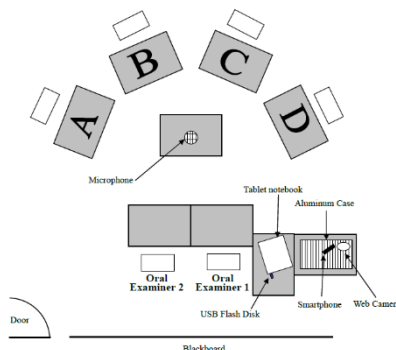 A
B
C
D
Microphone
Tablet notebook
Aluminum Case
Oral
Examiner 2
Oral
Examiner 1
USB Flash Disk
Smartphone
Web Camer
Door
Blackboard